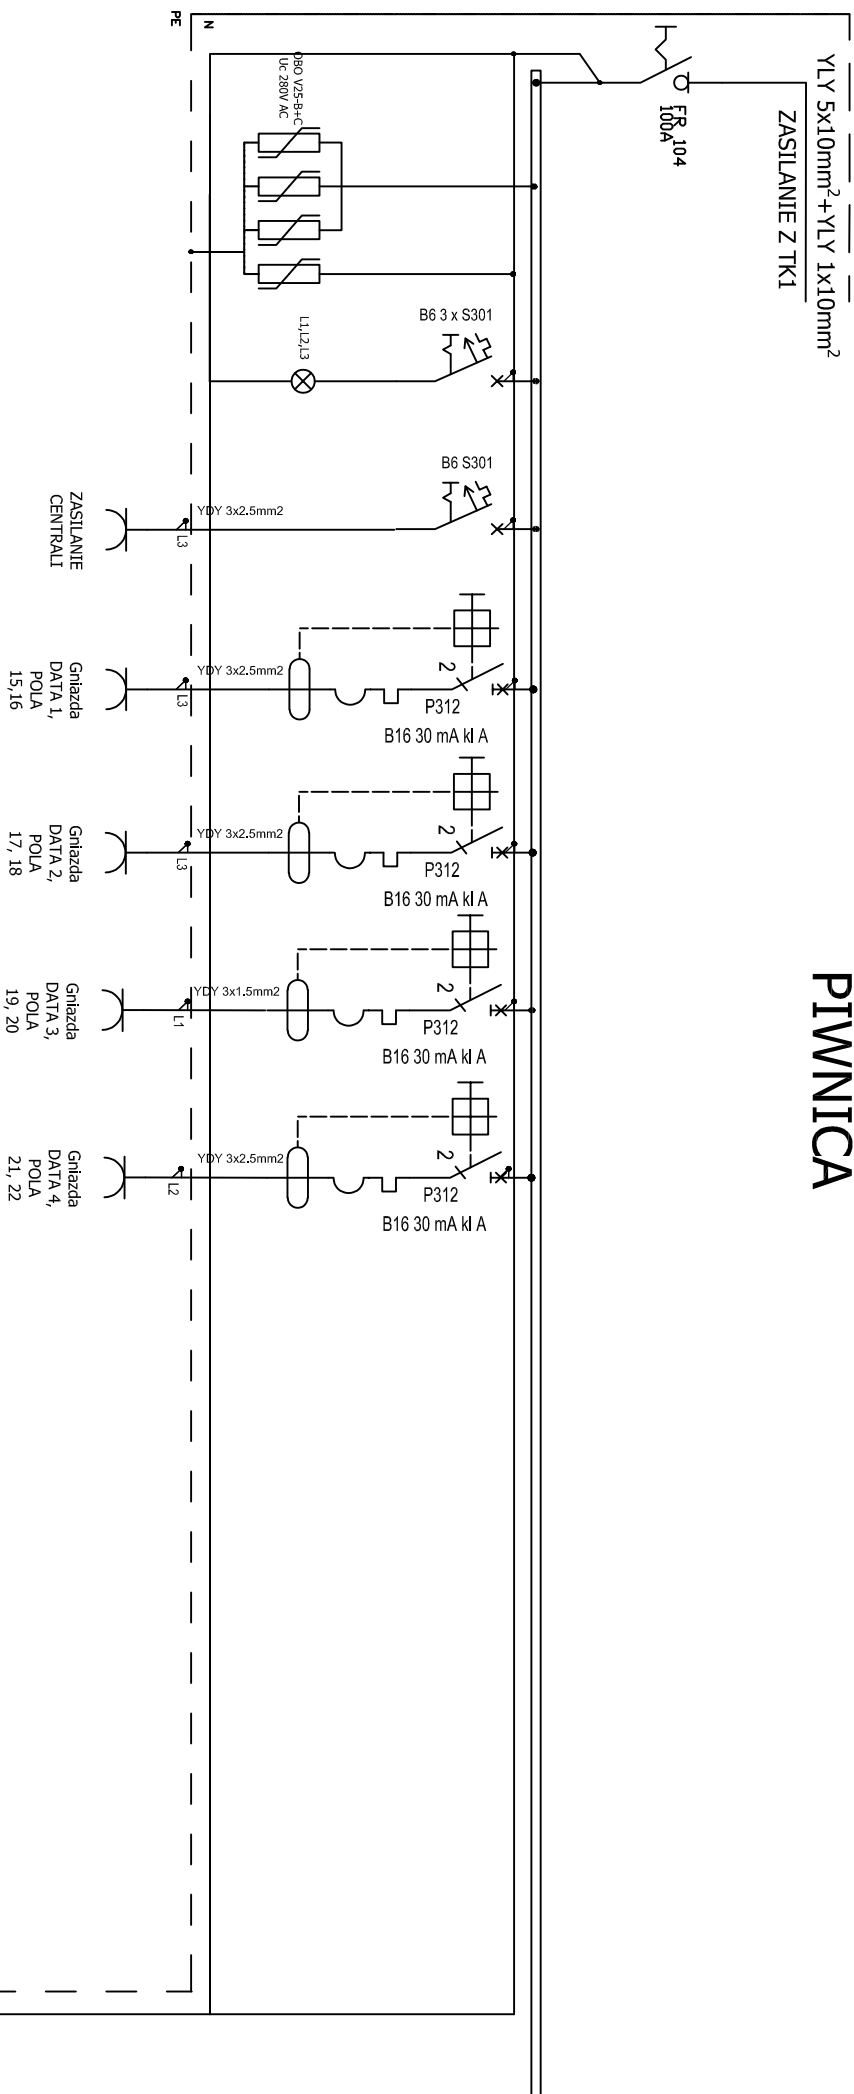 PIWNICA
YLY 5x10mm²+YLY 1x10mm²
ZASILANIE Z TK1
FR 104
100A
PE
N
OBO V25-B+C
Uc 280V AC
B6 3 x S301
L1,L2,L3
B6 S301
YDY 3x2.5mm2
L3
ZASILANIE
CENTRALI
2
P312
B16 30 mA kl A
YDY 3x2.5mm2
L3
Gniazda
DATA 1,
POLA
15,16
2
P312
B16 30 mA kl A
YDY 3x2.5mm2
L3
Gniazda
DATA 2,
POLA
17, 18
2
P312
B16 30 mA kl A
YDY 3x1.5mm2
L1
Gniazda
DATA 3,
POLA
19, 20
2
P312
B16 30 mA kl A
YDY 3x2.5mm2
L2
Gniazda
DATA 4,
POLA
21, 22